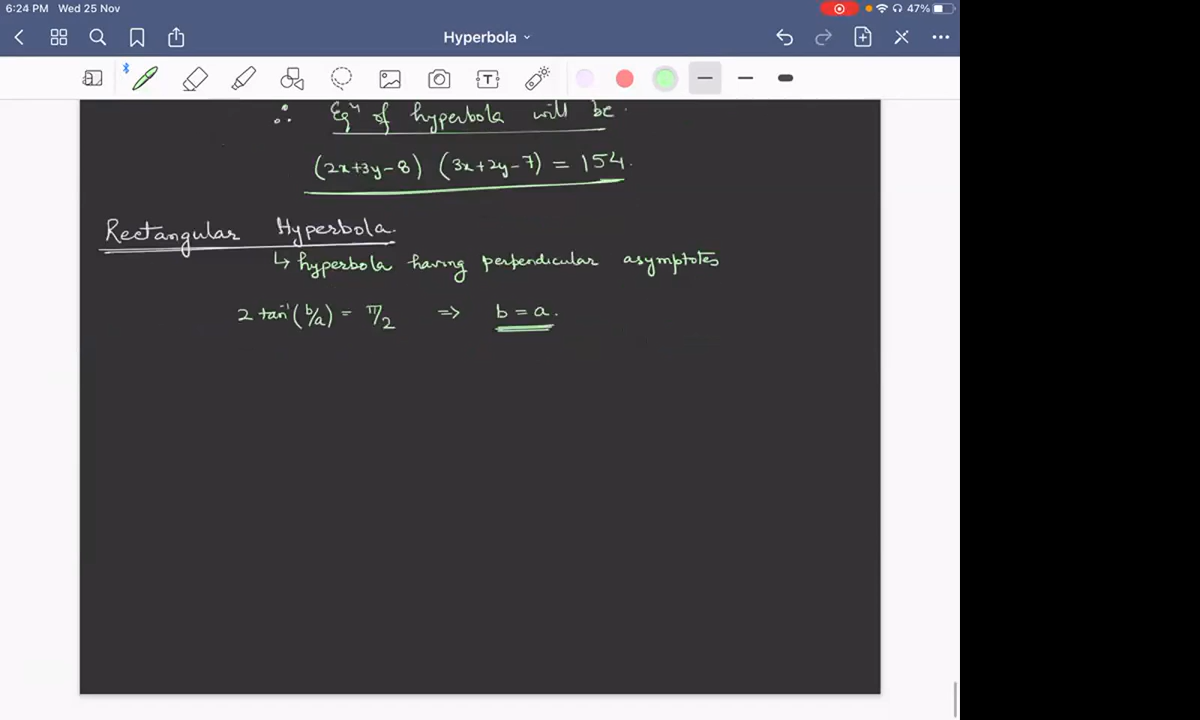 6:24 PM Wed 25 Nov
47%
Hyperbola
T
∴ Eqⁿ of hyperbola will be.
(2x+3y-8) (3x+2y-7) = 154.
Rectangular Hyperbola.
↳ hyperbola having perpendicular asymptotes
2 tan⁻¹(b/a) = π/2 => b = a.